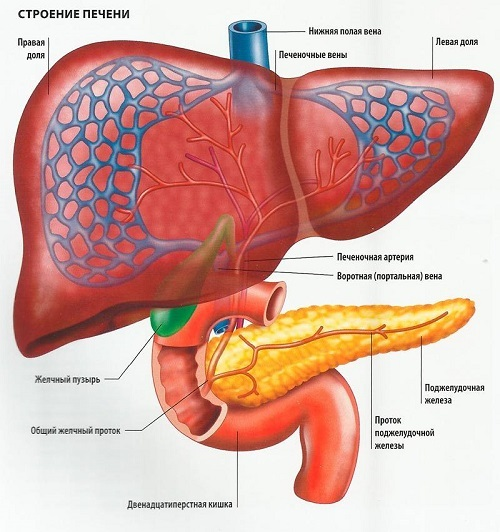 СТРОЕНИЕ ПЕЧЕНИ
Правая
доля
Нижняя полая вена
Печеночные вены
Левая доля
Печеночная артерия
Воротная (портальная) вена
Желчный пузырь
Общий желчный проток
Двенадцатиперстная кишка
Проток
поджелудочной
железы
Поджелудочная
железа